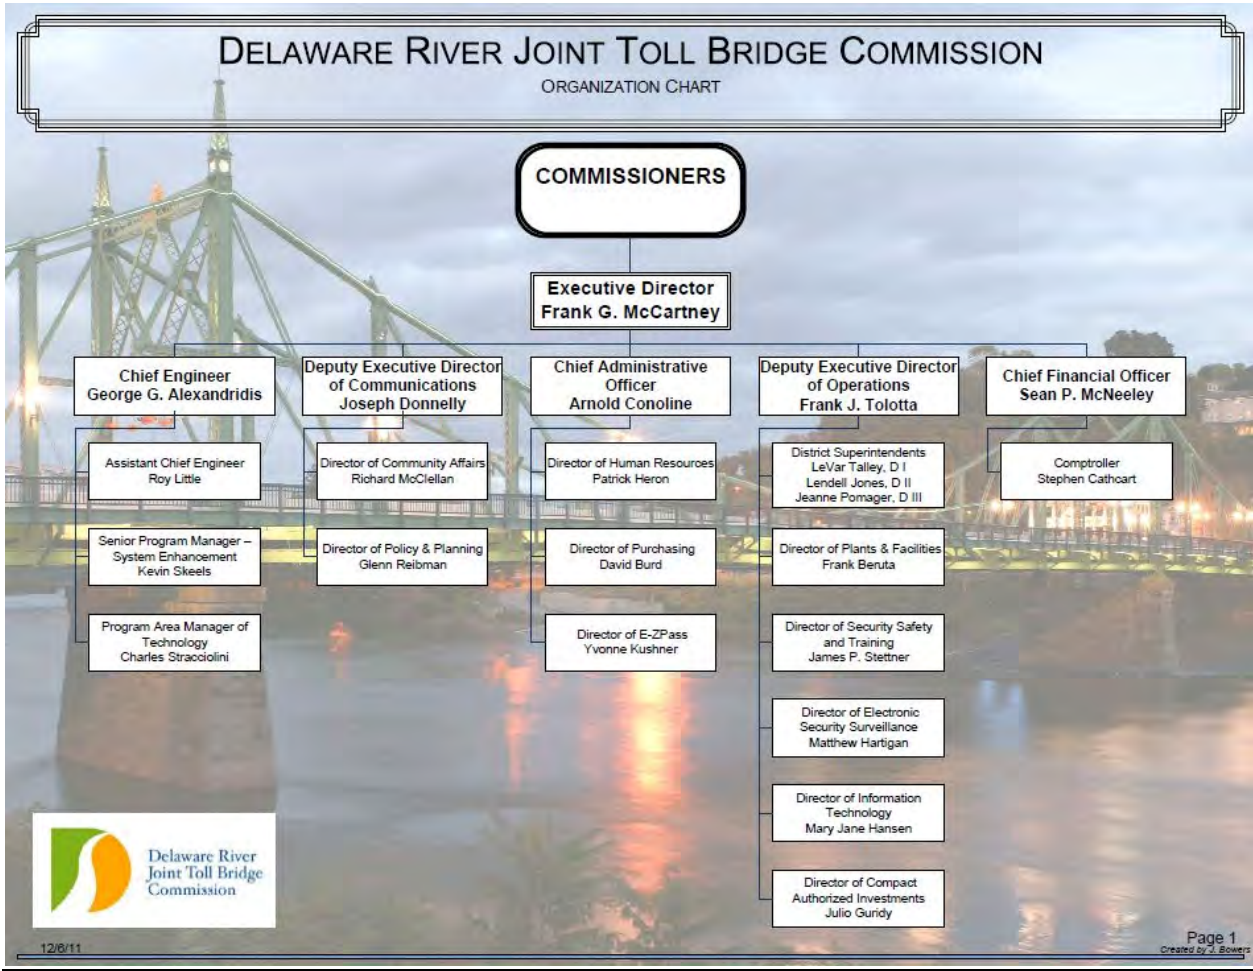 DELAWARE RIVER JOINT TOLL BRIDGE COMMISSION
ORGANIZATION CHART
COMMISSIONERS
Executive Director
Frank G. McCartney
Chief Engineer
George G. Alexandridis
Assistant Chief Engineer
Roy Little
Senior Program Manager –
System Enhancement
Kevin Skeels
Program Area Manager of
Technology
Charles Stracciolini
Deputy Executive Director
of Communications
Joseph Donnelly
Director of Community Affairs
Richard McClellan
Director of Policy & Planning
Glenn Reibman
Chief Administrative
Officer
Arnold Conoline
Director of Human Resources
Patrick Heron
Director of Purchasing
David Burd
Director of E-ZPass
Yvonne Kushner
Deputy Executive Director
of Operations
Frank J. Tolotta
District Superintendents
LeVar Talley, D I
Lendell Jones, D II
Jeanne Pomager, D III
Director of Plants & Facilities
Frank Beruta
Director of Security Safety
and Training
James P. Stettner
Director of Electronic
Security Surveillance
Matthew Hartigan
Director of Information
Technology
Mary Jane Hansen
Director of Compact
Authorized Investments
Julio Guridy
Chief Financial Officer
Sean P. McNeeley
Comptroller
Stephen Cathcart
Delaware River
Joint Toll Bridge
Commission
12/6/11
Page 1
Created by J. Bowers